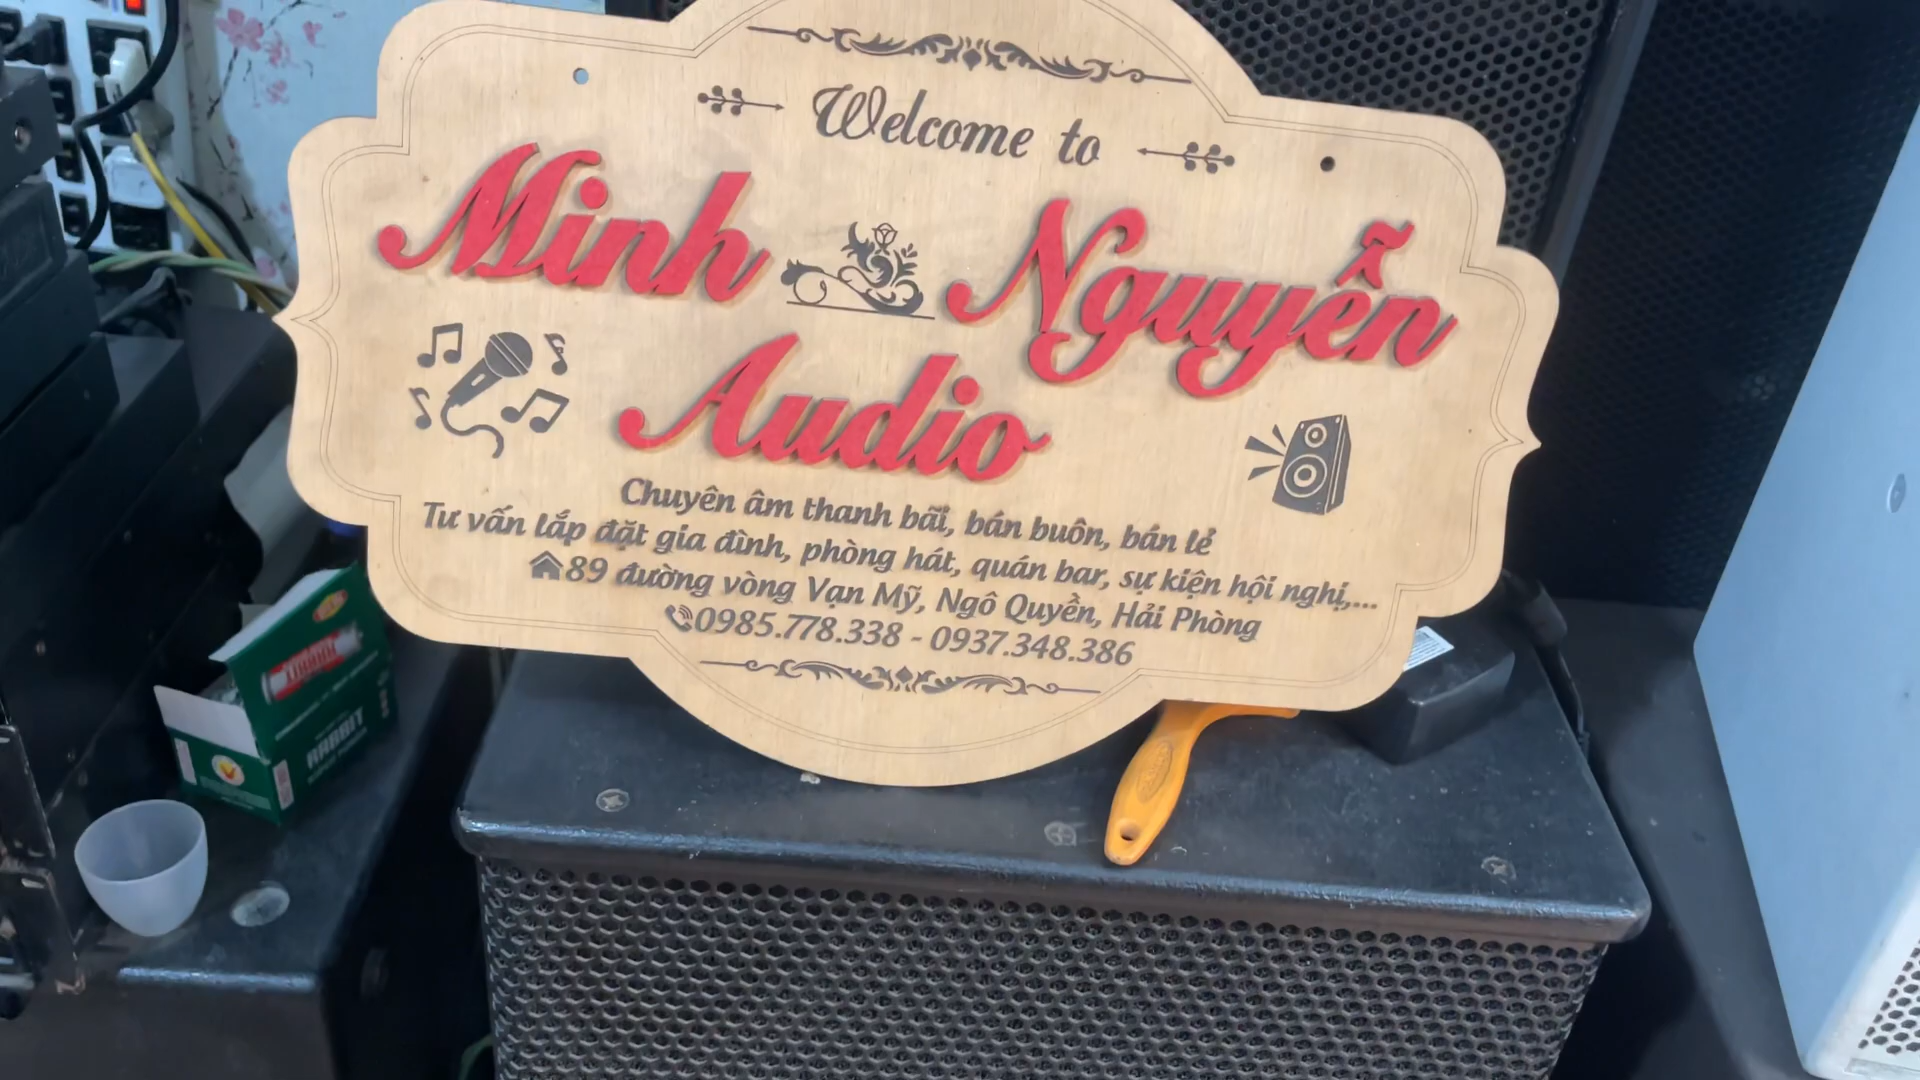 Welcome to
Minh Nguyễn
Audio
Chuyên âm thanh bãi, bán buôn, bán lẻ
Tư vấn lắp đặt gia đình, phòng hát, quán bar, sự kiện hội nghị,...
89 đường vòng Vạn Mỹ, Ngô Quyền, Hải Phòng
0985.778.338 - 0937.348.386
RABBIT